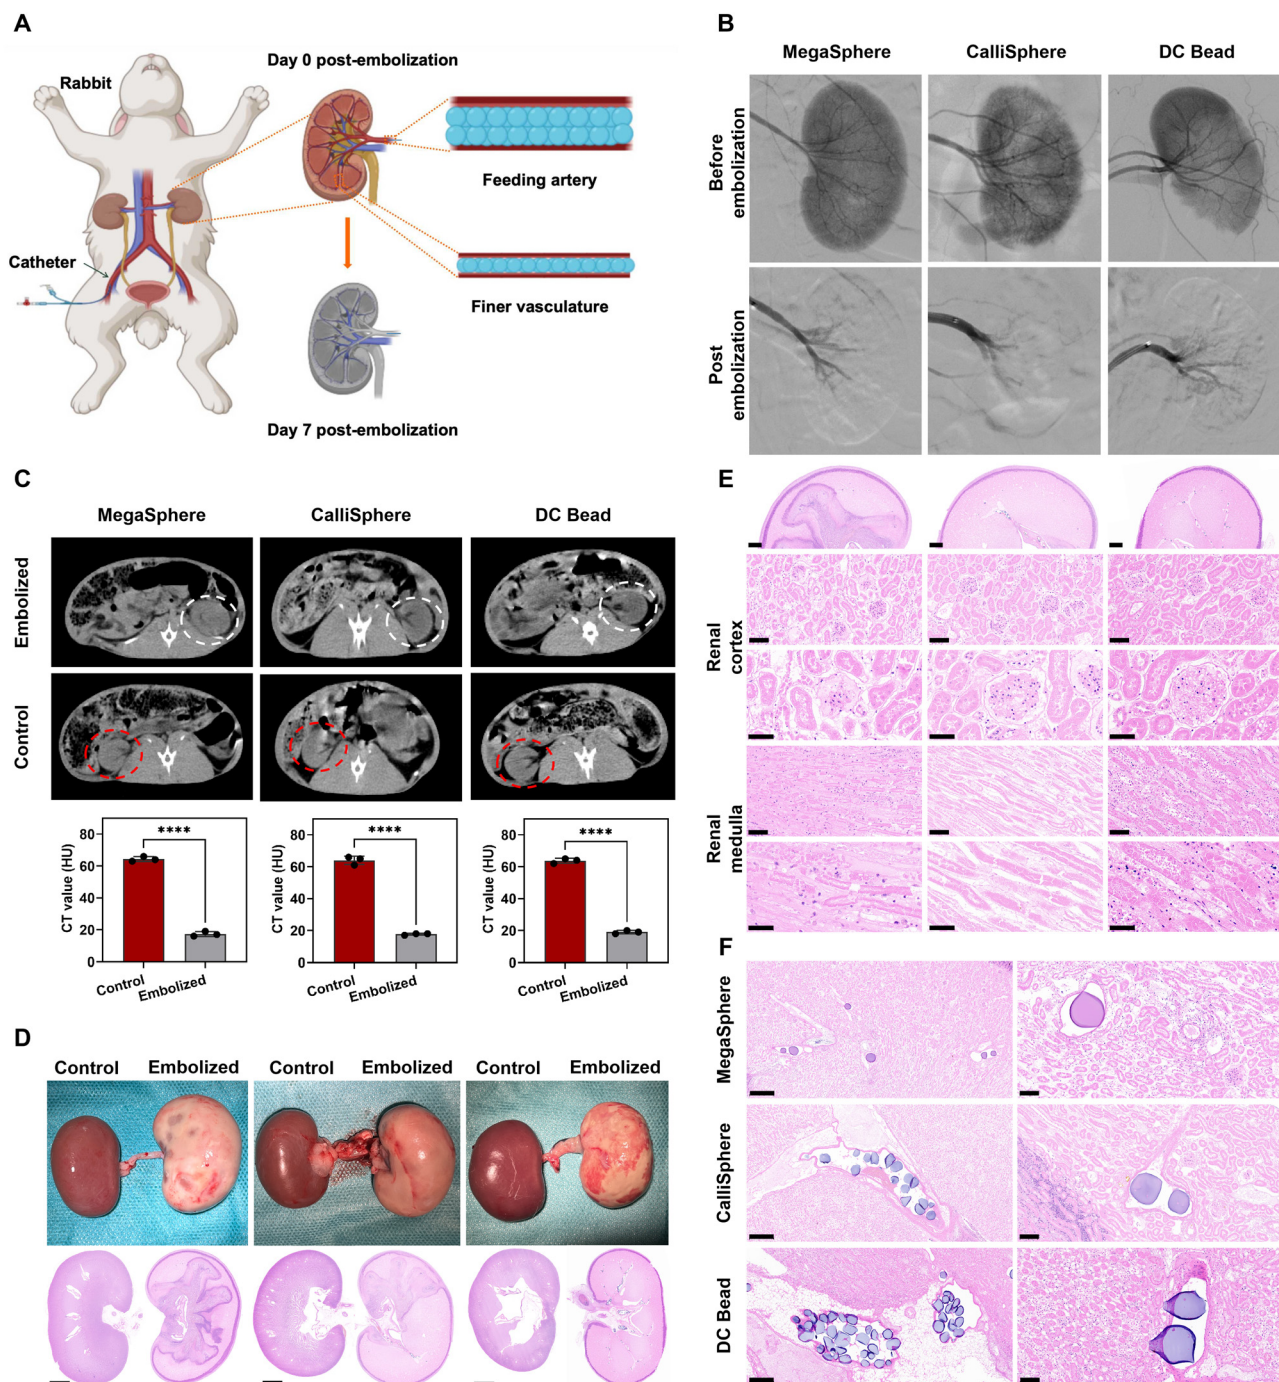 A
Rabbit
Catheter
Day 0 post-embolization
Feeding artery
Finer vasculature
Day 7 post-embolization
B
MegaSphere
CalliSphere
DC Bead
Before
embolization
Post
embolization
C
MegaSphere
CalliSphere
DC Bead
Embolized
Control
CT value (HU)
80
60
40
20
0
****
Control
Embolized
CT value (HU)
80
60
40
20
0
****
Control
Embolized
CT value (HU)
80
60
40
20
0
****
Control
Embolized
D
Control
Embolized
Control
Embolized
Control
Embolized
E
Renal
cortex
Renal
medulla
F
MegaSphere
CalliSphere
DC Bead